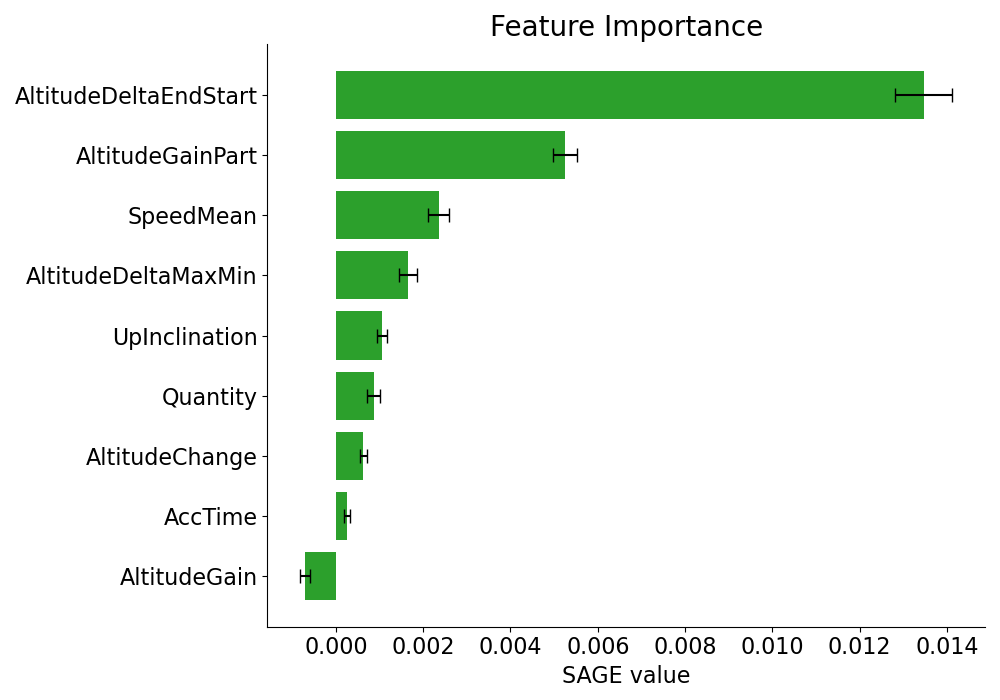 Feature Importance
AltitudeDeltaEndStart
AltitudeGainPart
SpeedMean
AltitudeDeltaMaxMin
UpInclination
Quantity
AltitudeChange
AccTime
AltitudeGain
0.000 0.002 0.004 0.006 0.008 0.010 0.012 0.014
SAGE value